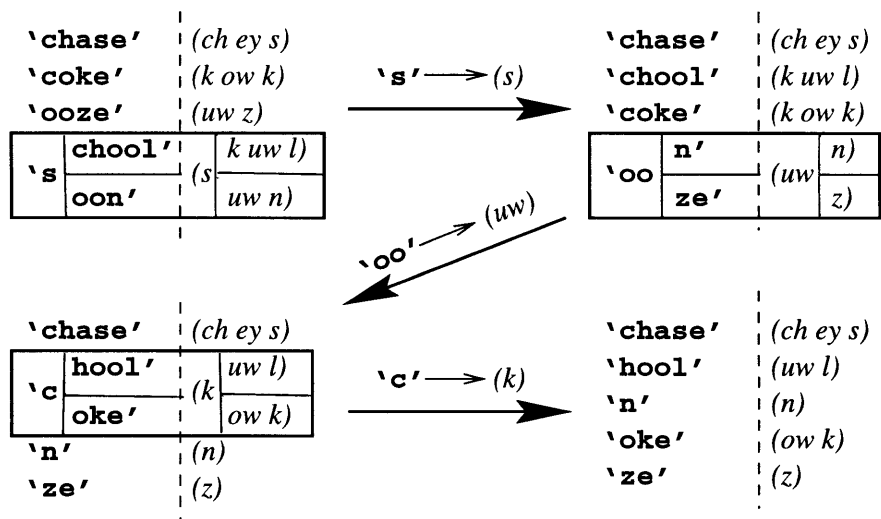 'chase' (ch ey s)
'coke' (k ow k)
'ooze' (uw z)
's chool' (s k uw l)
oon' uw n)
's' → (s)
'chase' (ch ey s)
'chool' (k uw l)
'coke' (k ow k)
'oo n' (uw n)
ze' z)
'oo' → (uw)
'chase' (ch ey s)
'c hool' (k uw l)
oke' ow k)
'n' (n)
'ze' (z)
'c' → (k)
'chase' (ch ey s)
'hool' (uw l)
'n' (n)
'oke' (ow k)
'ze' (z)